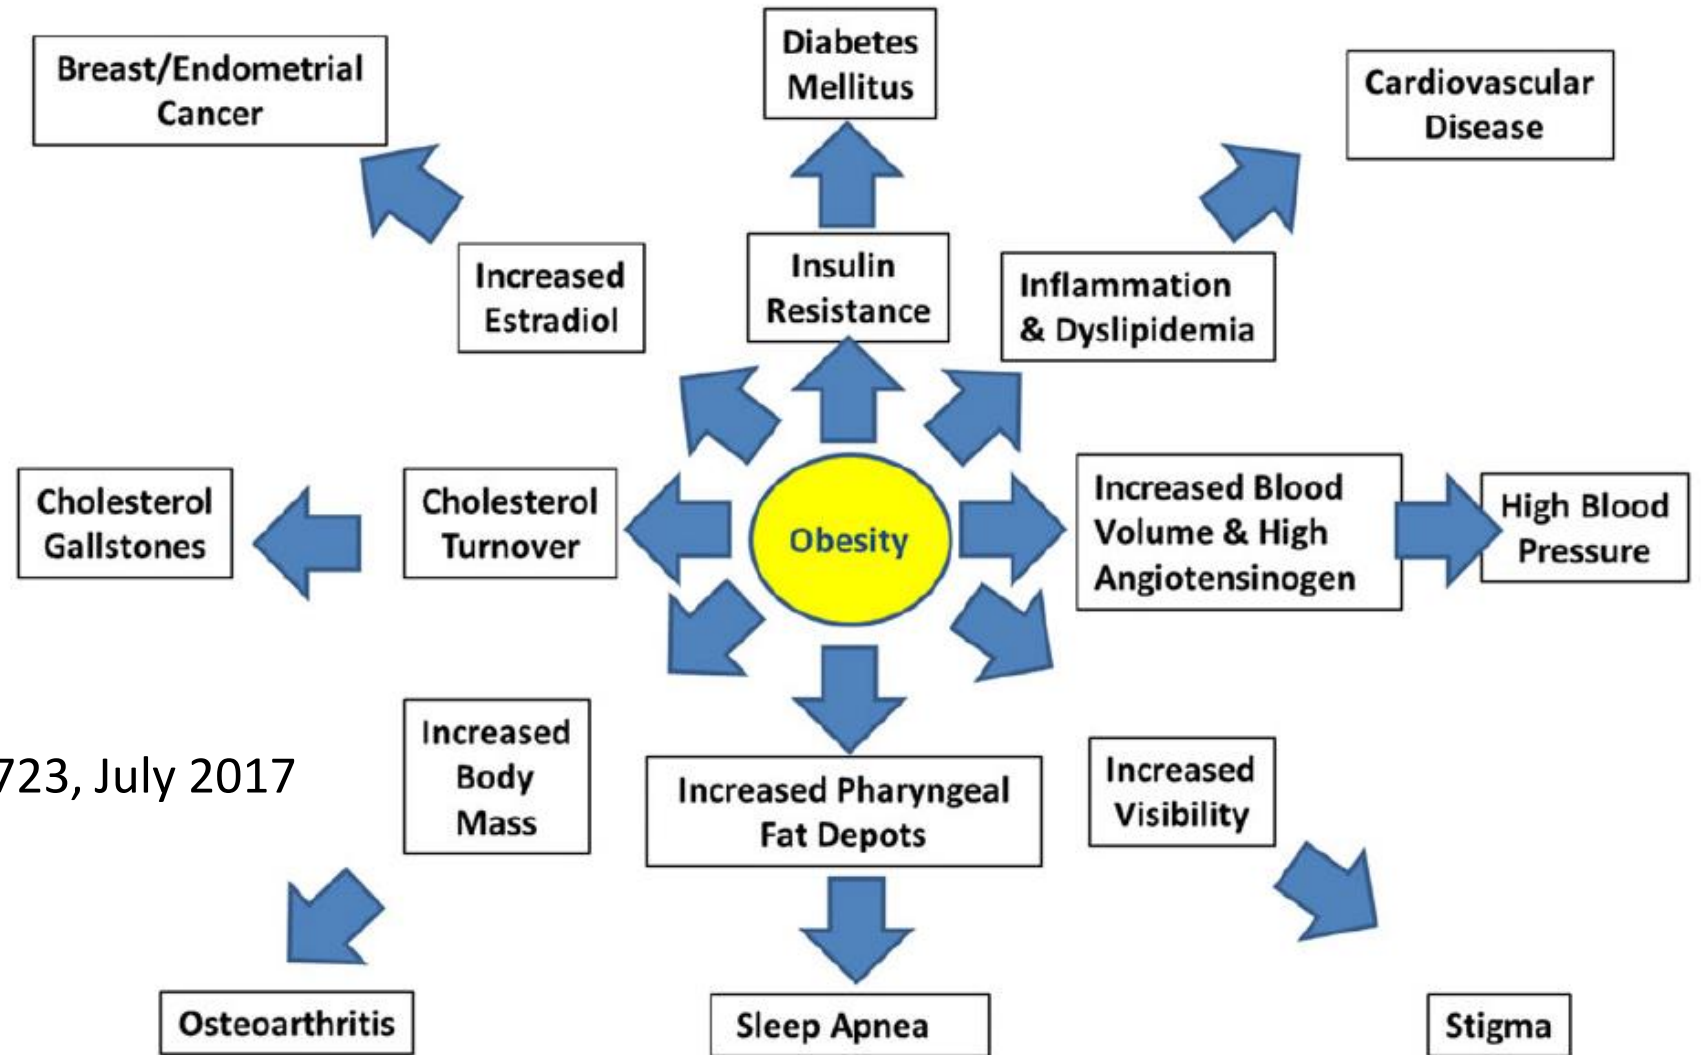 Diabetes
Mellitus
Breast/Endometrial
Cancer
Cardiovascular
Disease
Increased
Estradiol
Insulin
Resistance
Inflammation
& Dyslipidemia
Cholesterol
Gallstones
Cholesterol
Turnover
Obesity
Increased Blood
Volume & High
Angiotensinogen
High Blood
Pressure
723, July 2017
Increased
Body
Mass
Increased Pharyngeal
Fat Depots
Increased
Visibility
Osteoarthritis
Sleep Apnea
Stigma